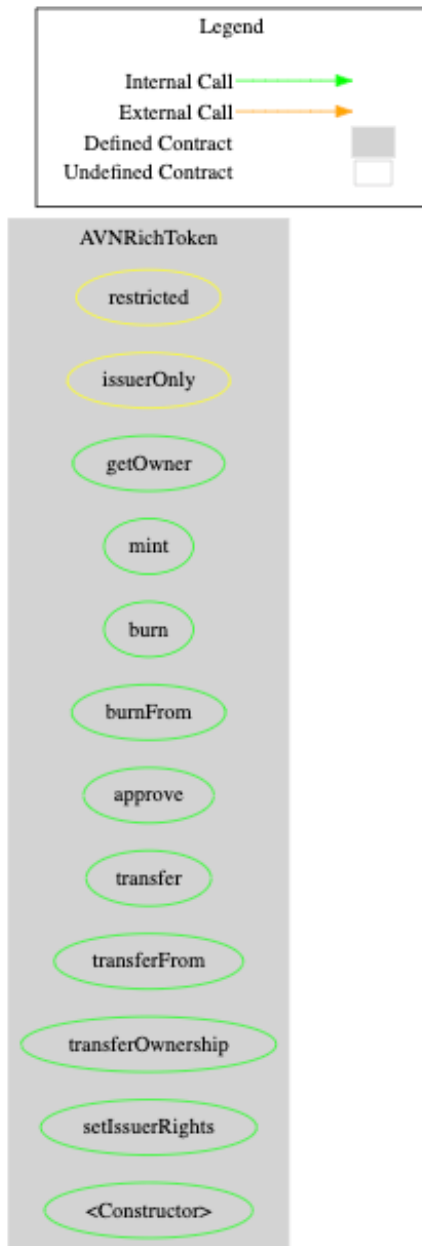 Legend
Internal Call
External Call
Defined Contract
Undefined Contract
AVNRichToken
restricted
issuerOnly
getOwner
mint
burn
burnFrom
approve
transfer
transferFrom
transferOwnership
setIssuerRights
<Constructor>